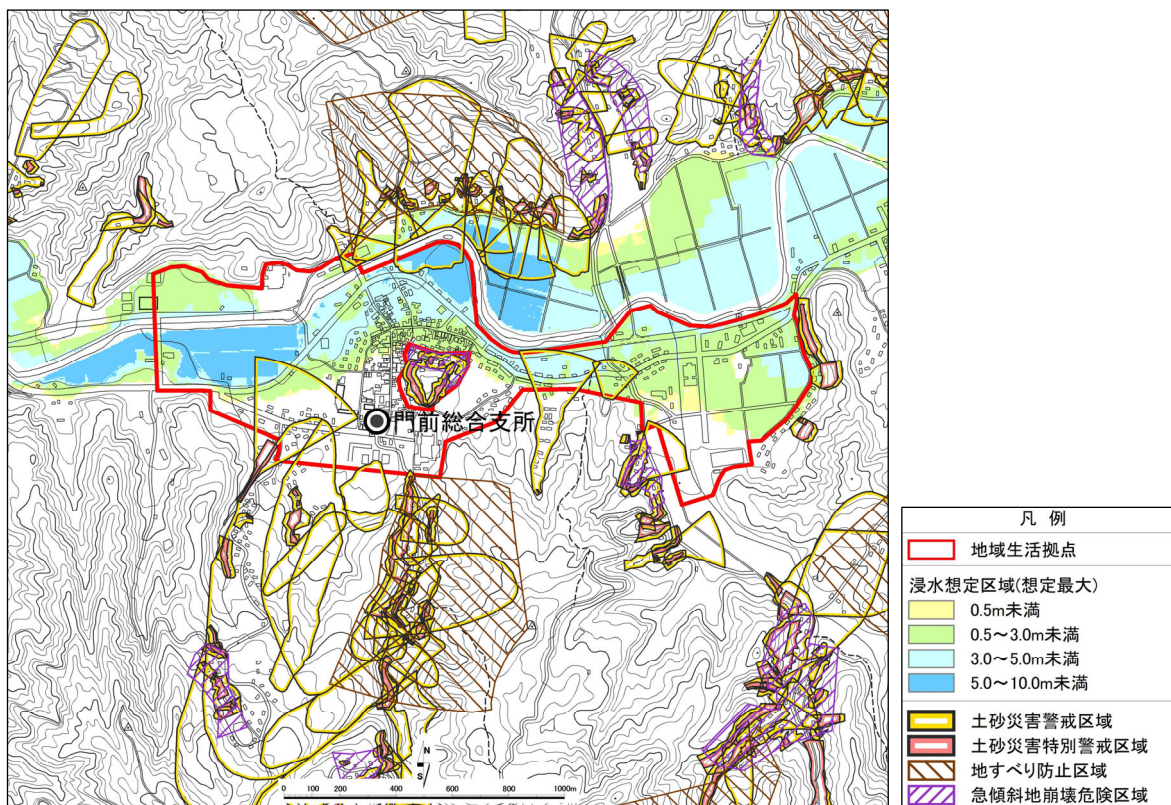 門前総合支所
N
S
0 100 200 400 600 800 1000m
凡 例
地域生活拠点
浸水想定区域(想定最大)
0.5m未満
0.5～3.0m未満
3.0～5.0m未満
5.0～10.0m未満
土砂災害警戒区域
土砂災害特別警戒区域
地すべり防止区域
急傾斜地崩壊危険区域